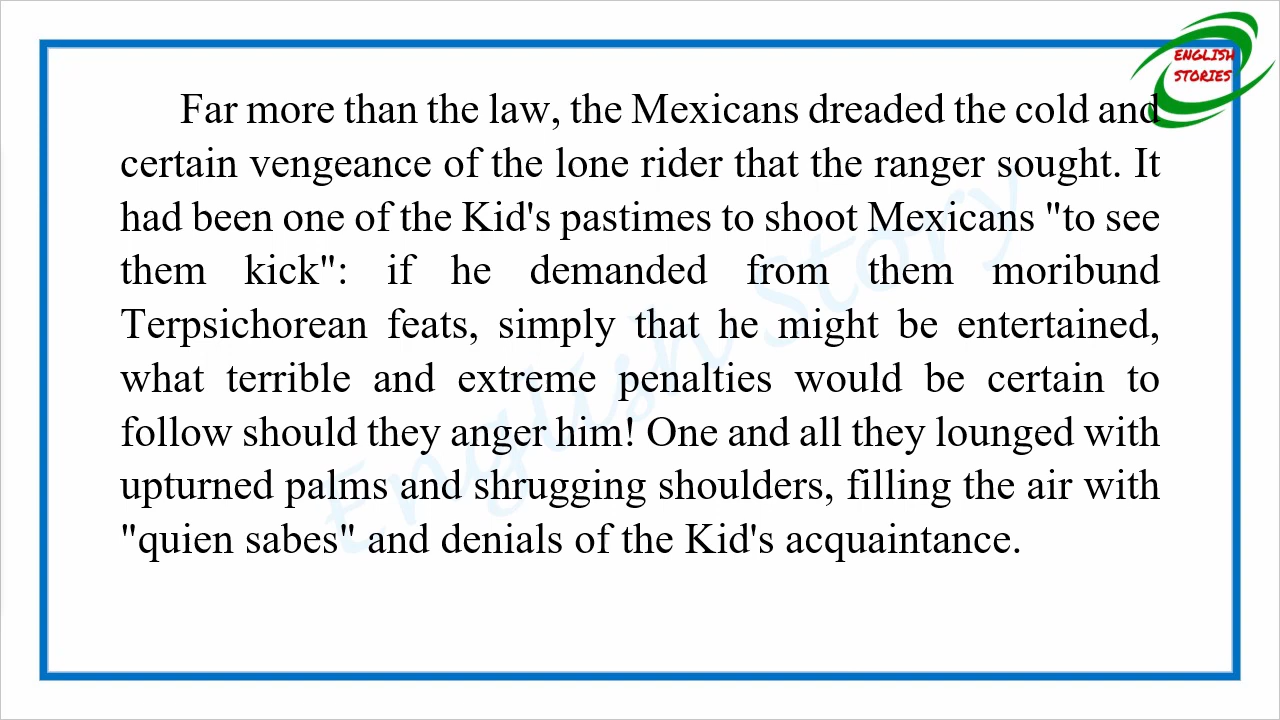 ENGLISH
STORIES
Far more than the law, the Mexicans dreaded the cold and
certain vengeance of the lone rider that the ranger sought. It
had been one of the Kid's pastimes to shoot Mexicans "to see
them kick": if he demanded from them moribund
Terpsichorean feats, simply that he might be entertained,
what terrible and extreme penalties would be certain to
follow should they anger him! One and all they lounged with
upturned palms and shrugging shoulders, filling the air with
"quien sabes" and denials of the Kid's acquaintance.
English Story